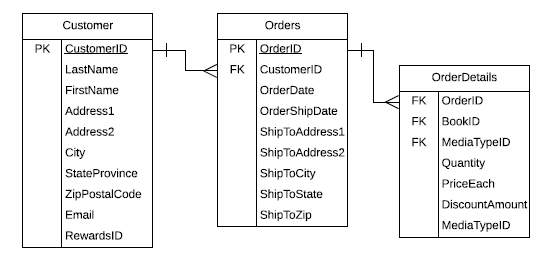 Customer
PK CustomerID
LastName
FirstName
Address1
Address2
City
StateProvince
ZipPostalCode
Email
RewardsID
Orders
PK OrderID
FK CustomerID
OrderDate
OrderShipDate
ShipToAddress1
ShipToAddress2
ShipToCity
ShipToState
ShipToZip
OrderDetails
FK OrderID
FK BookID
FK MediaTypeID
Quantity
PriceEach
DiscountAmount
MediaTypeID